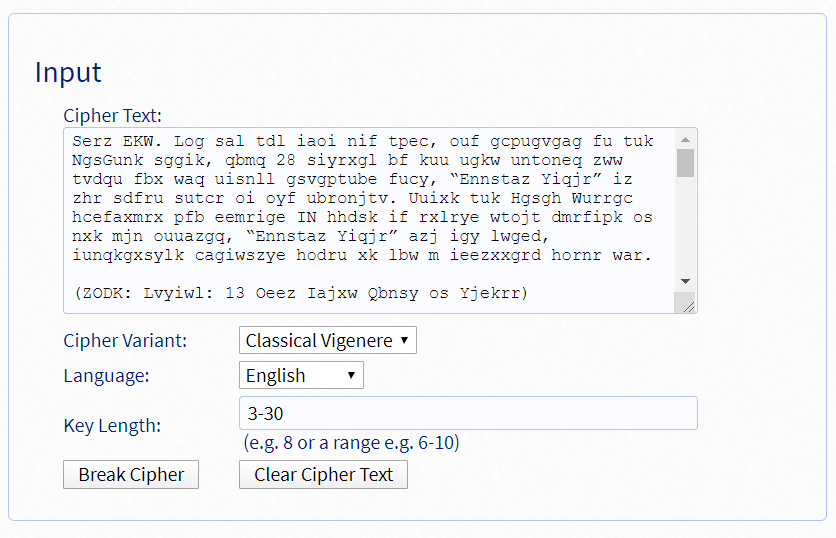 Input
Cipher Text:
Serz EKW. Log sal tdl iaoi nif tpec, ouf gcpugvgag fu tuk
NgsGunk sggik, qbmq 28 siyrxgl bf kuu ugkw untoneq zww
tvdqu fbx waq uisnll gsvgptube fucy, “Ennstaz Yiqjr” iz
zhr sdfru sutcr oi oyf ubronjtv. Uuixk tuk Hgsgh Wurrgc
hcefaxmrx pfb eemrige IN hhdsk if rxlrye wtojt dmrfipk os
nxk mjn ouuazgq, “Ennstaz Yiqjr” azj igy lwged,
iunqkgxsylk cagiwszye hodru xk lbw m ieezxxgrd hornr war.
(ZODK: Lvyiwl: 13 Oeez Iajxw Qbnsy os Yjekrr)
Cipher Variant:
Classical Vigenere
Language:
English
Key Length:
3-30
(e.g. 8 or a range e.g. 6-10)
Break Cipher
Clear Cipher Text